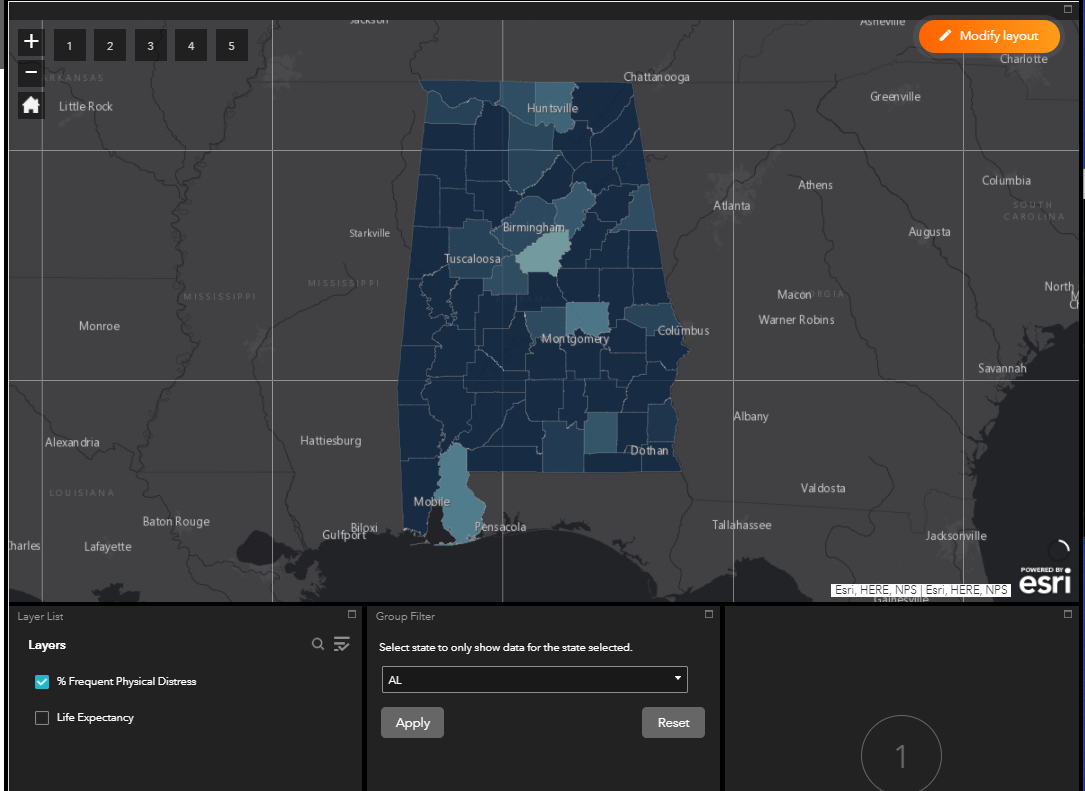 Jackson
Asheville
+
1
2
3
4
5
Modify layout
−
ARKANSAS
Chattanooga
Charlotte
Little Rock
Huntsville
Greenville
Athens
Columbia
Atlanta
SOUTH
CAROLINA
Starkville
Birmingham
Augusta
Tuscaloosa
MISSISSIPPI
MISSISSIPPI
Macon
GEORGIA
North
Monroe
Warner Robins
Columbus
Montgomery
Savannah
Albany
Alexandria
Hattiesburg
Dothan
LOUISIANA
Mobile
Valdosta
Baton Rouge
Biloxi
Gulfport
Pensacola
Tallahassee
Jacksonville
Charles
Lafayette
POWERED BY
esri
Esri, HERE, NPS | Esri, HERE, NPS
Gainesville
Layer List
Layers
% Frequent Physical Distress
Life Expectancy
Group Filter
Select state to only show data for the state selected.
AL
Apply
Reset
1